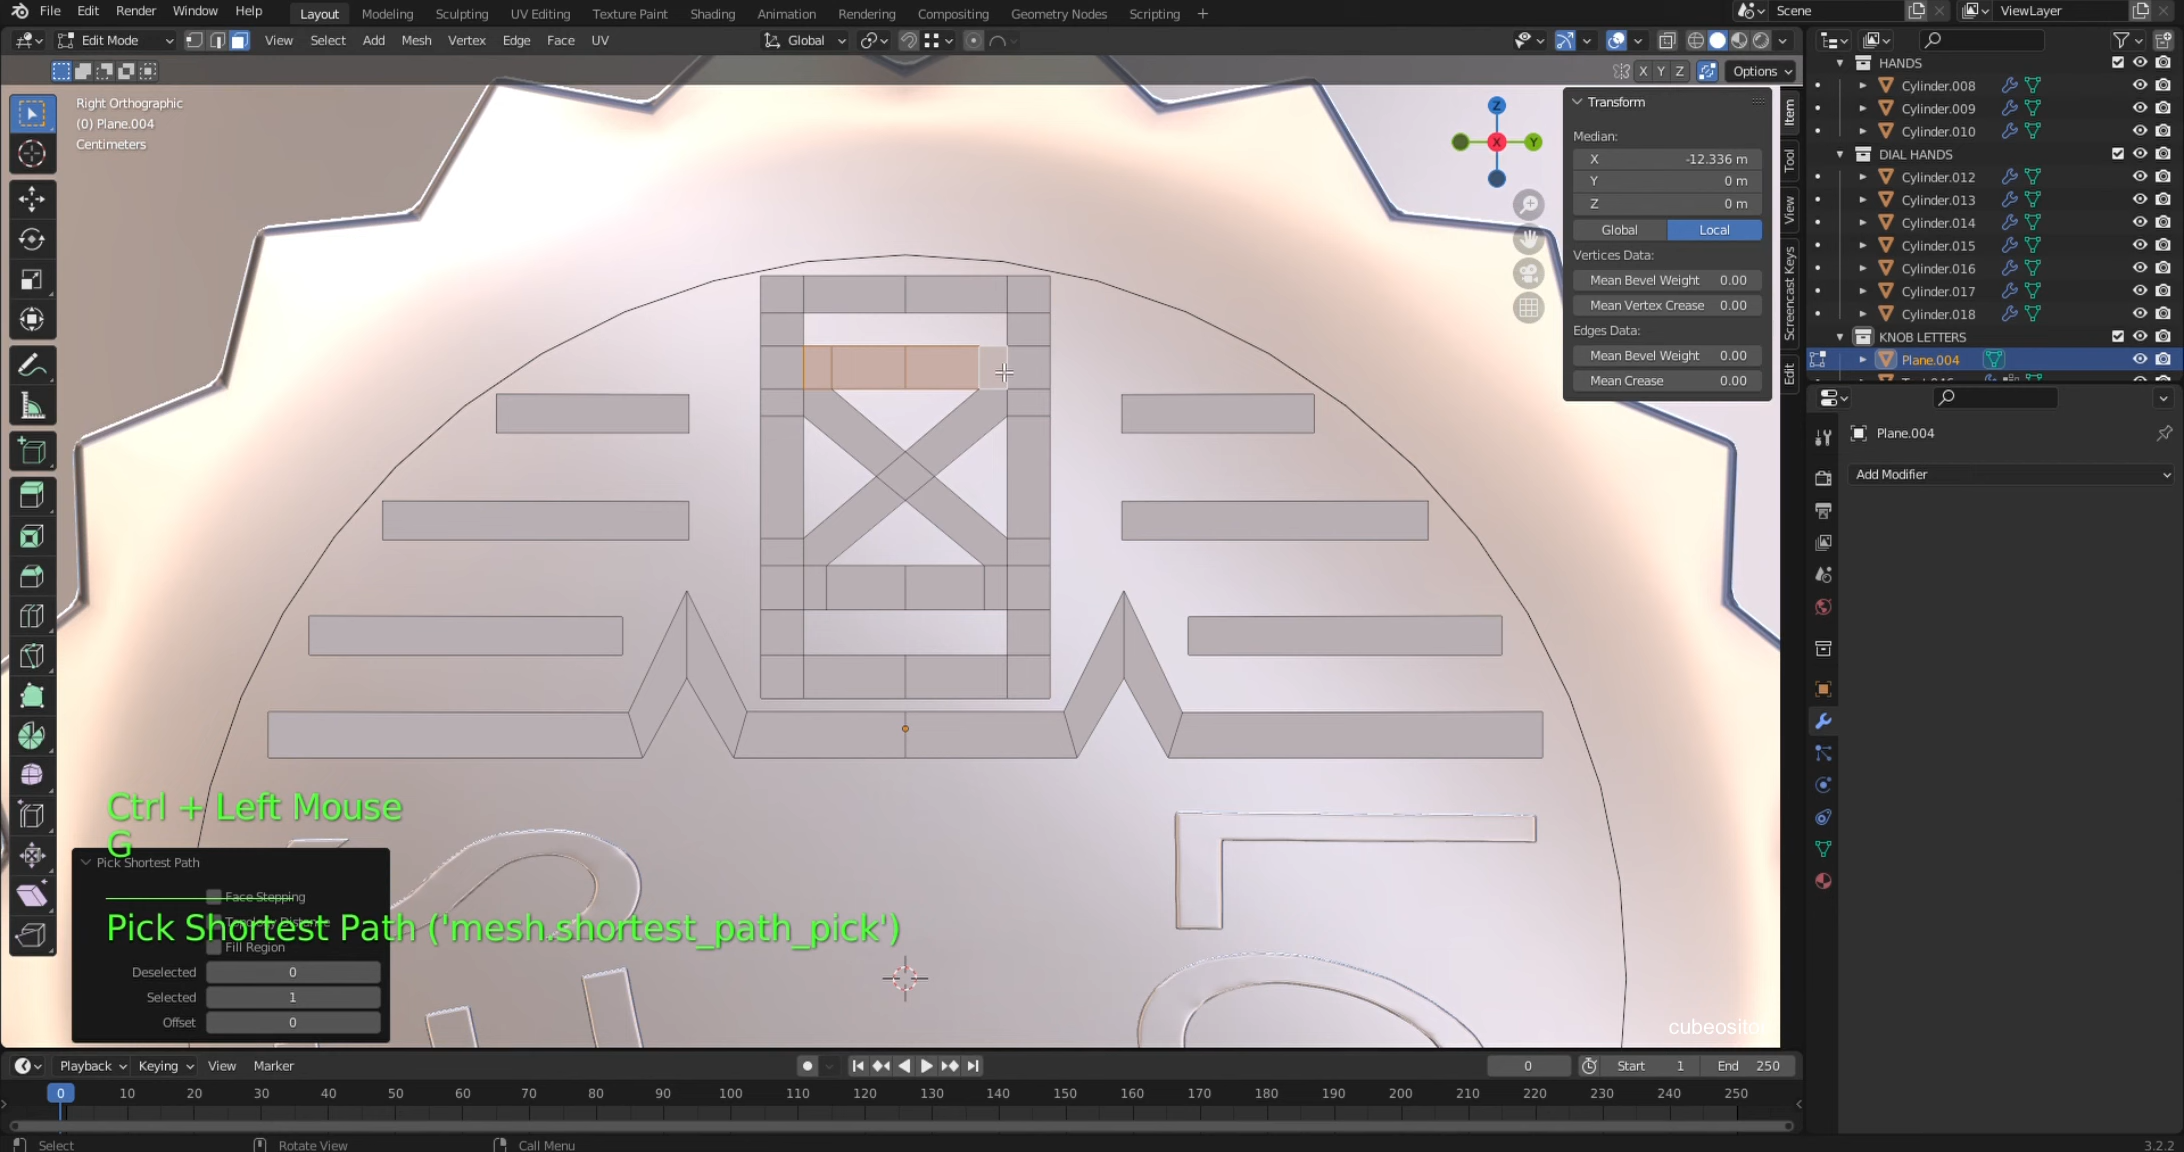 File Edit Render Window Help Layout Modeling Sculpting UV Editing Texture Paint Shading Animation Rendering Compositing Geometry Nodes Scripting + Scene ViewLayer
Edit Mode View Select Add Mesh Vertex Edge Face UV Global
X Y Z Options
Right Orthographic
(0) Plane.004
Centimeters
Z
X
Y
Transform
Median:
X -12.336 m
Y 0 m
Z 0 m
Global Local
Vertices Data:
Mean Bevel Weight 0.00
Mean Vertex Crease 0.00
Edges Data:
Mean Bevel Weight 0.00
Mean Crease 0.00
Item
Tool
View
Screencast Keys
Edit
HANDS
Cylinder.008
Cylinder.009
Cylinder.010
DIAL HANDS
Cylinder.012
Cylinder.013
Cylinder.014
Cylinder.015
Cylinder.016
Cylinder.017
Cylinder.018
KNOB LETTERS
Plane.004
Plane.004
Add Modifier
Ctrl + Left Mouse
G
Pick Shortest Path
Face Stepping
Pick Shortest Path ('mesh.shortest_path_pick')
Fill Region
Deselected 0
Selected 1
Offset 0
Playback Keying View Marker 0 Start 1 End 250
0 10 20 30 40 50 60 70 80 90 100 110 120 130 140 150 160 170 180 190 200 210 220 230 240 250
Select Rotate View Call Menu 3.2.2